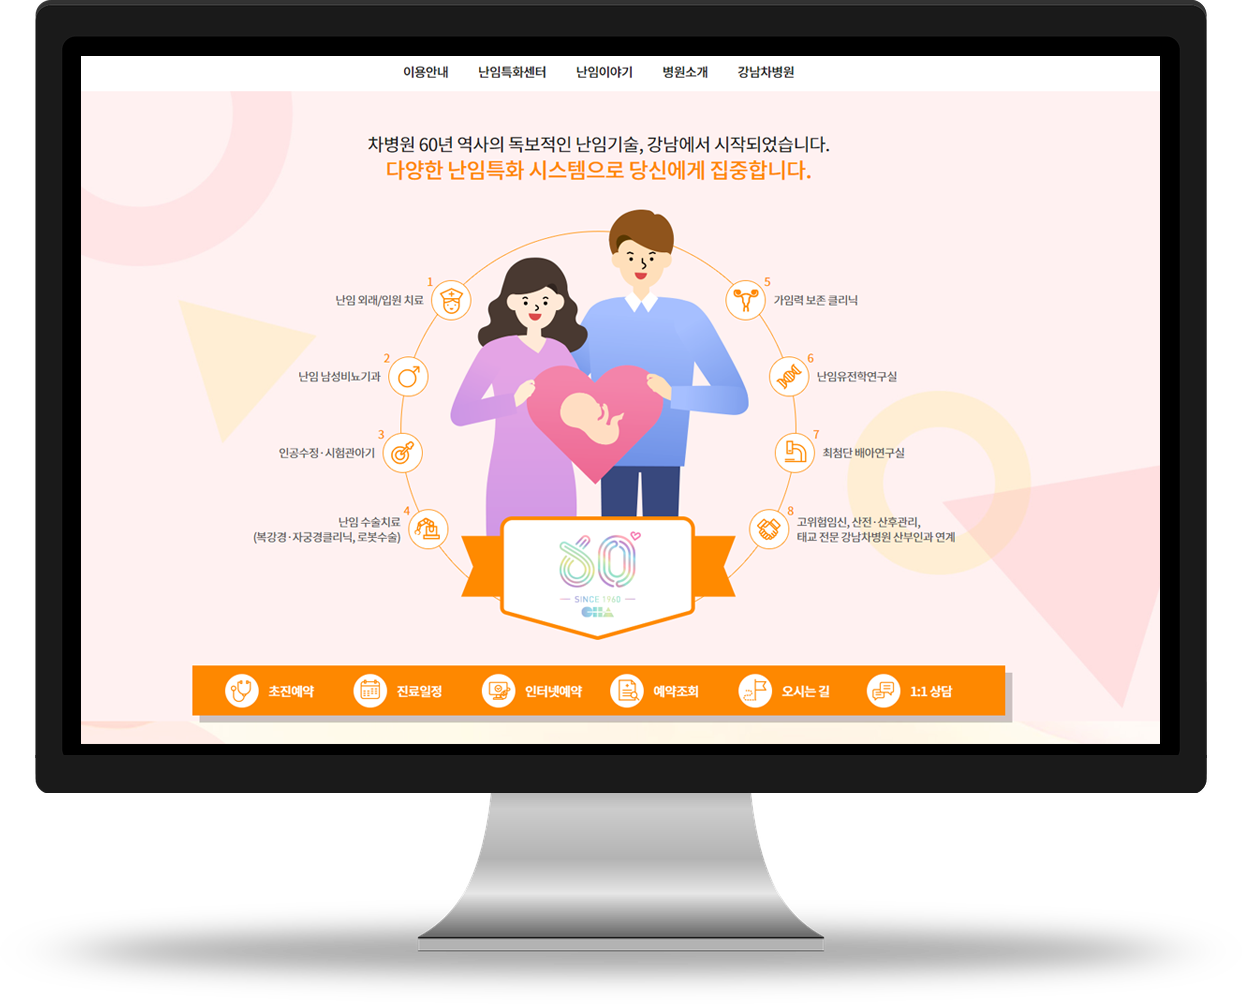 이용안내 난임특화센터 난임이야기 병원소개 강남차병원
차병원 60년 역사의 독보적인 난임기술, 강남에서 시작되었습니다.
다양한 난임특화 시스템으로 당신에게 집중합니다.
1
난임 외래/입원 치료
2
난임 남성비뇨기과
3
인공수정·시험관아기
4
난임 수술치료
(복강경·자궁경클리닉, 로봇수술)
5
가임력 보존 클리닉
6
난임유전학연구실
7
최첨단 배아연구실
8
고위험임신, 산전·산후관리,
태교 전문 강남차병원 산부인과 연계
60
SINCE 1960
CHA
초진예약 진료일정 인터넷예약 예약조회 오시는 길 1:1 상담